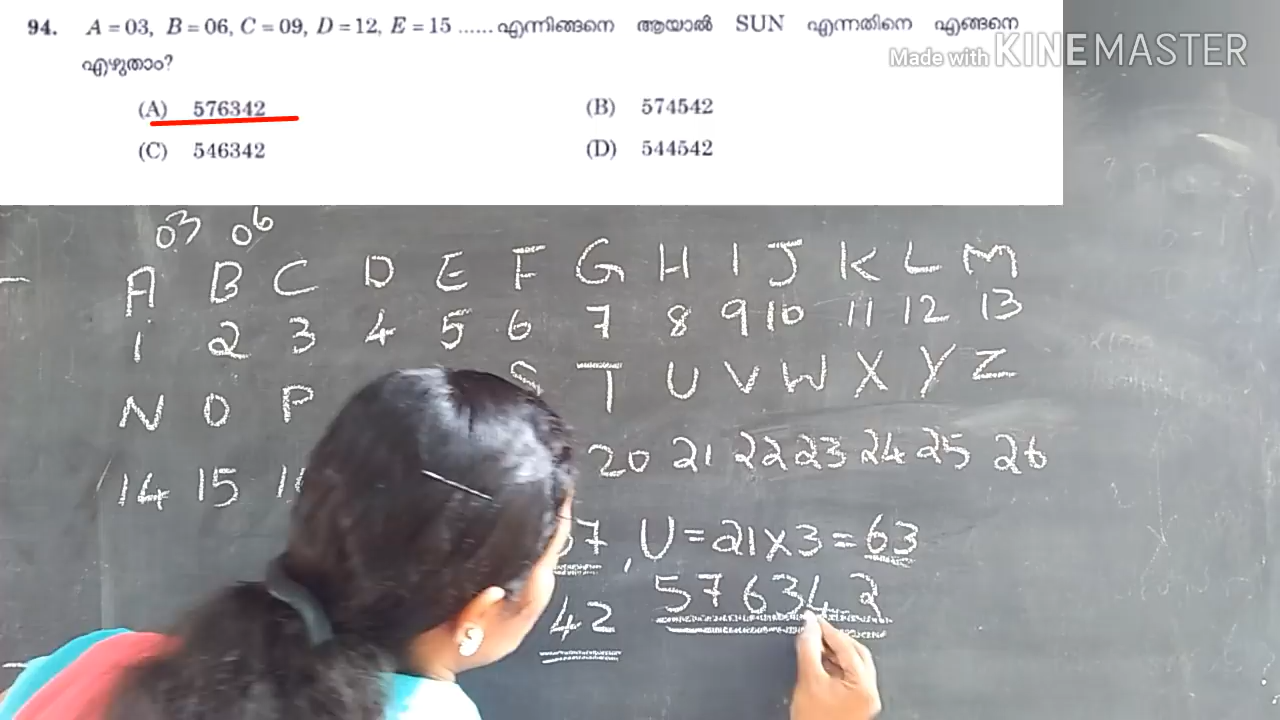 94. A = 03, B = 06, C = 09, D = 12, E = 15 ...... എന്നിങ്ങനെ ആയാൽ SUN എന്നതിനെ എങ്ങനെ
എഴുതാം?
Made with KINEMASTER
(A) 576342 (B) 574542
(C) 546342 (D) 544542
03 06
A B C D E F G H I J K L M
1 2 3 4 5 6 7 8 9 10 11 12 13
N O P S T U V W X Y Z
14 15 20 21 22 23 24 25 26
57, U = 21 x 3 = 63
42 576342